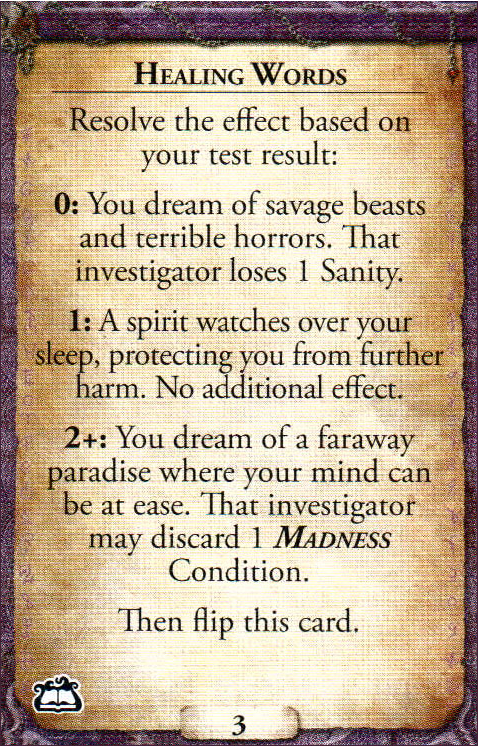 Healing Words
Resolve the effect based on
your test result:
0: You dream of savage beasts
and terrible horrors. That
investigator loses 1 Sanity.
1: A spirit watches over your
sleep, protecting you from further
harm. No additional effect.
2+: You dream of a faraway
paradise where your mind can
be at ease. That investigator
may discard 1 Madness
Condition.
Then flip this card.
3